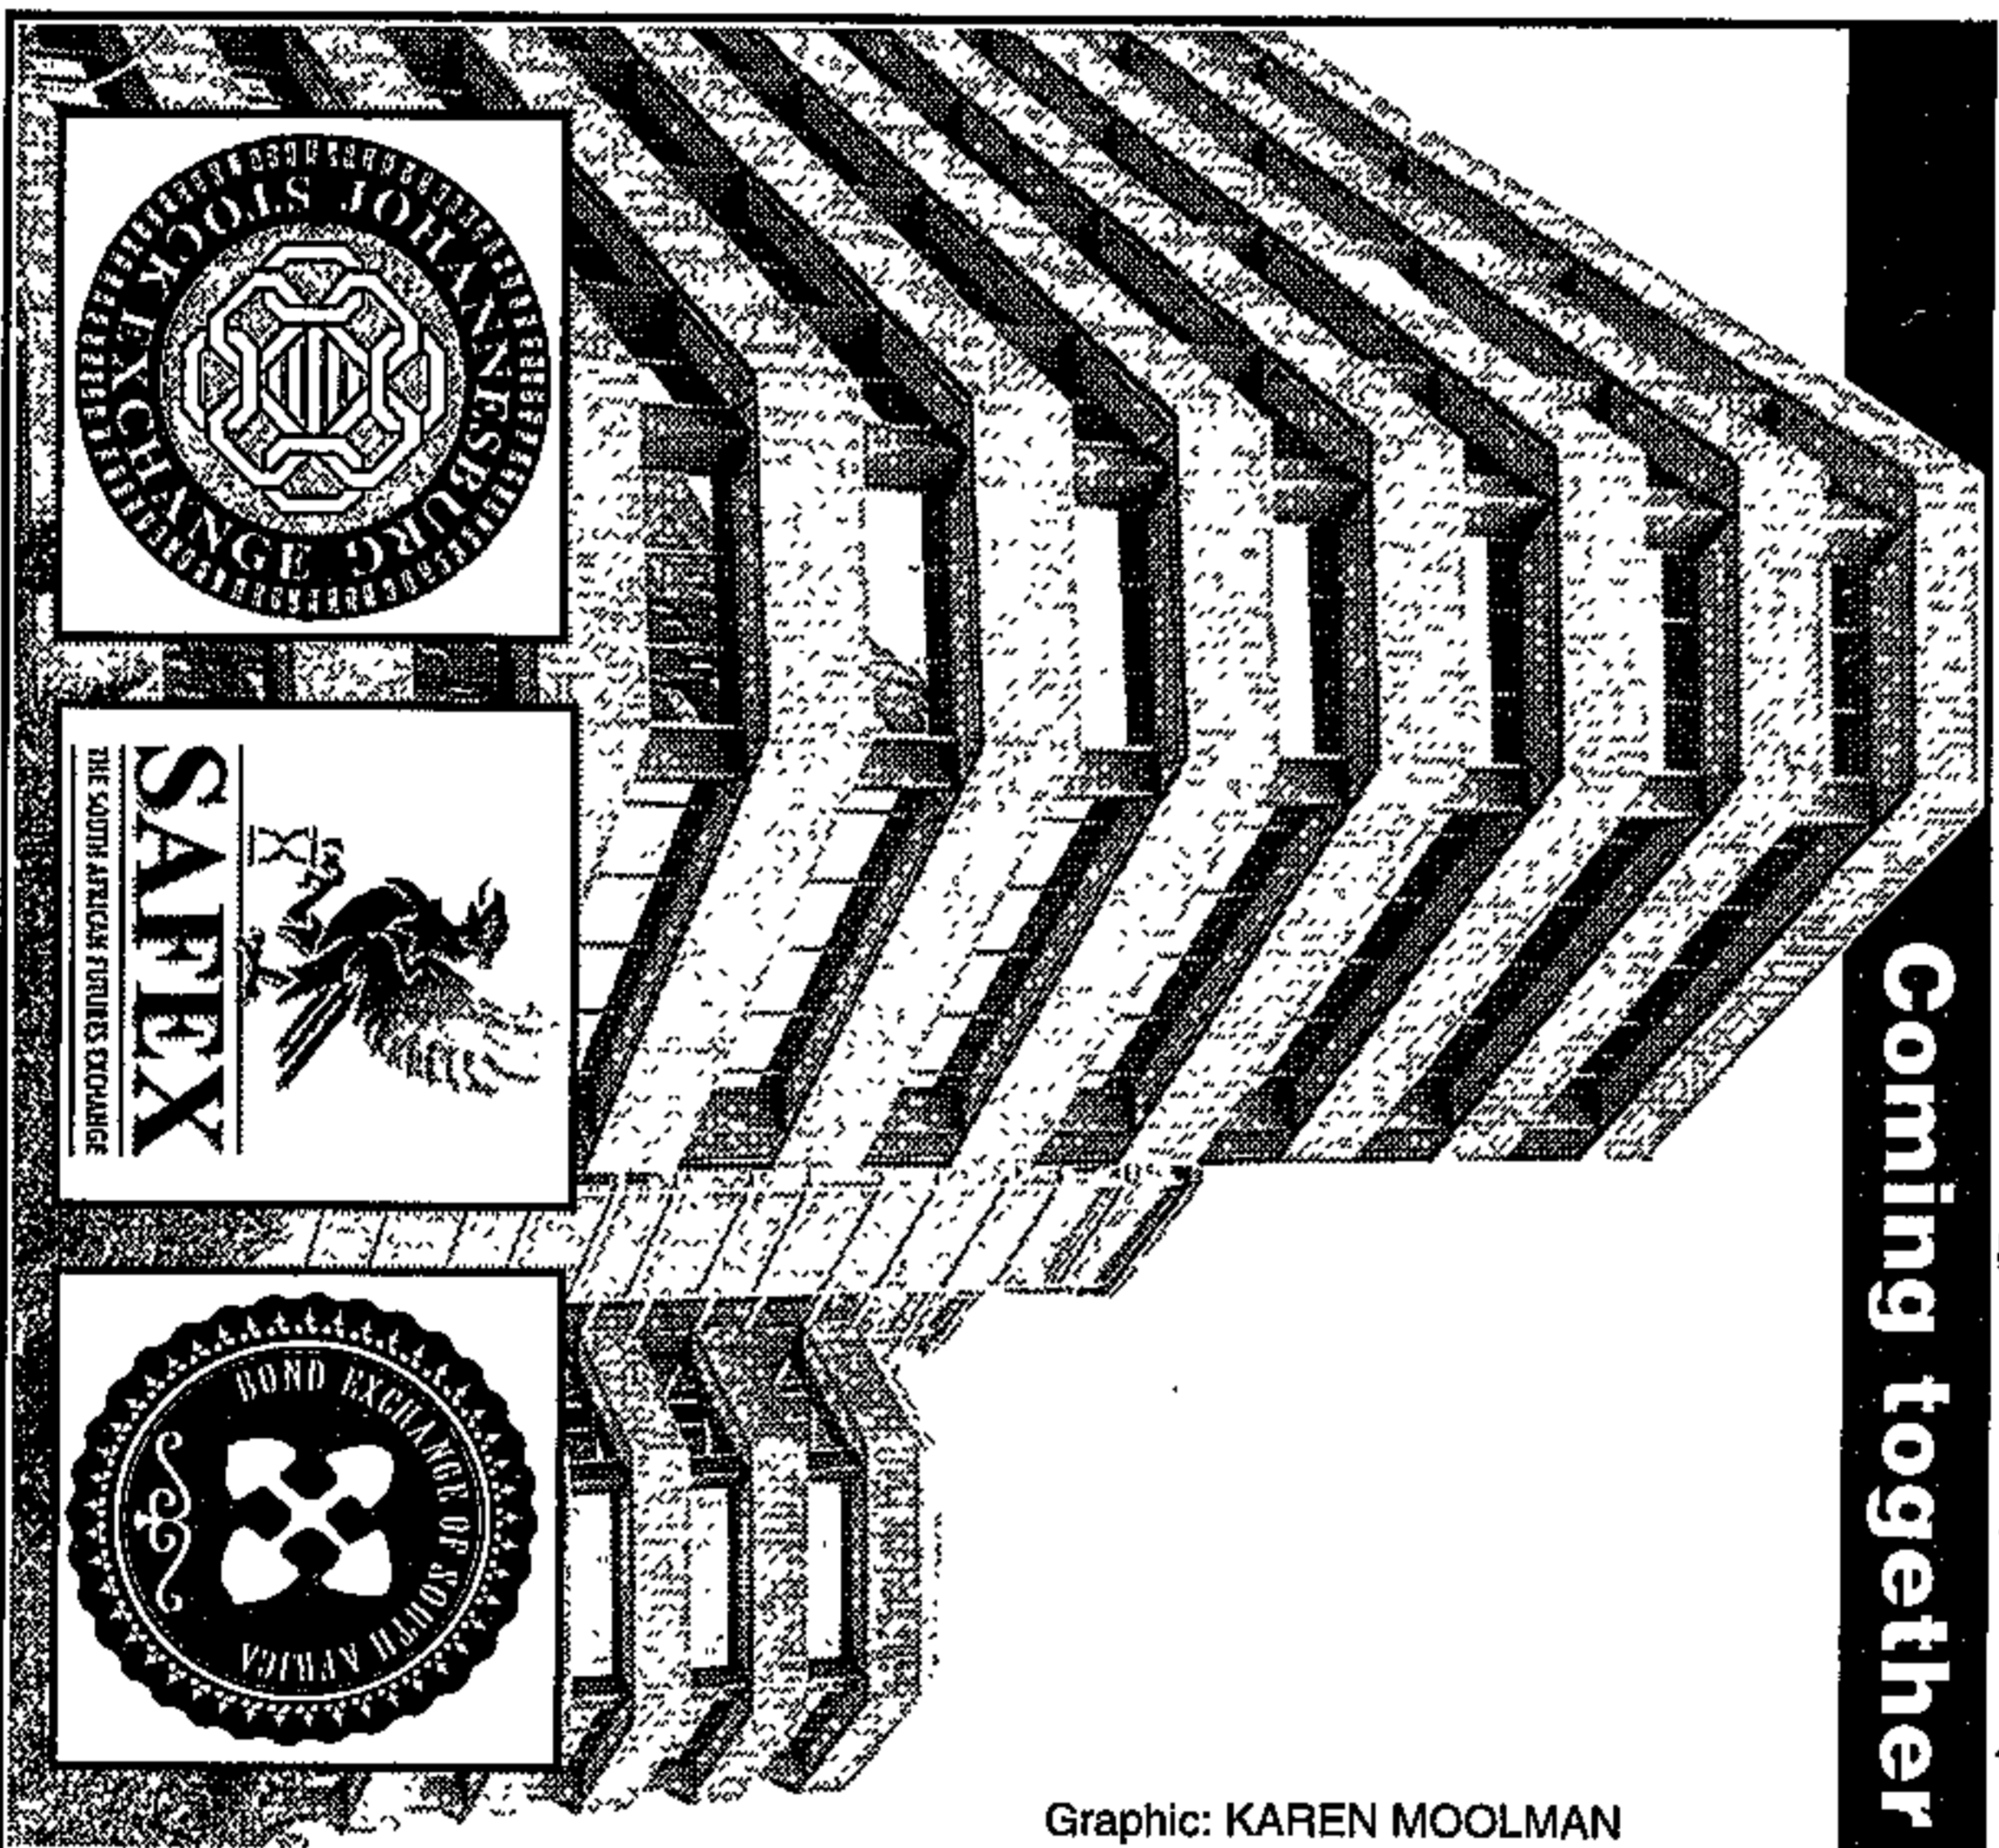 Coming together
JOHANNESBURG STOCK EXCHANGE
SAFEX
THE SOUTH AFRICAN FUTURES EXCHANGE
BOND EXCHANGE OF SOUTH AFRICA
Graphic: KAREN MOOLMAN